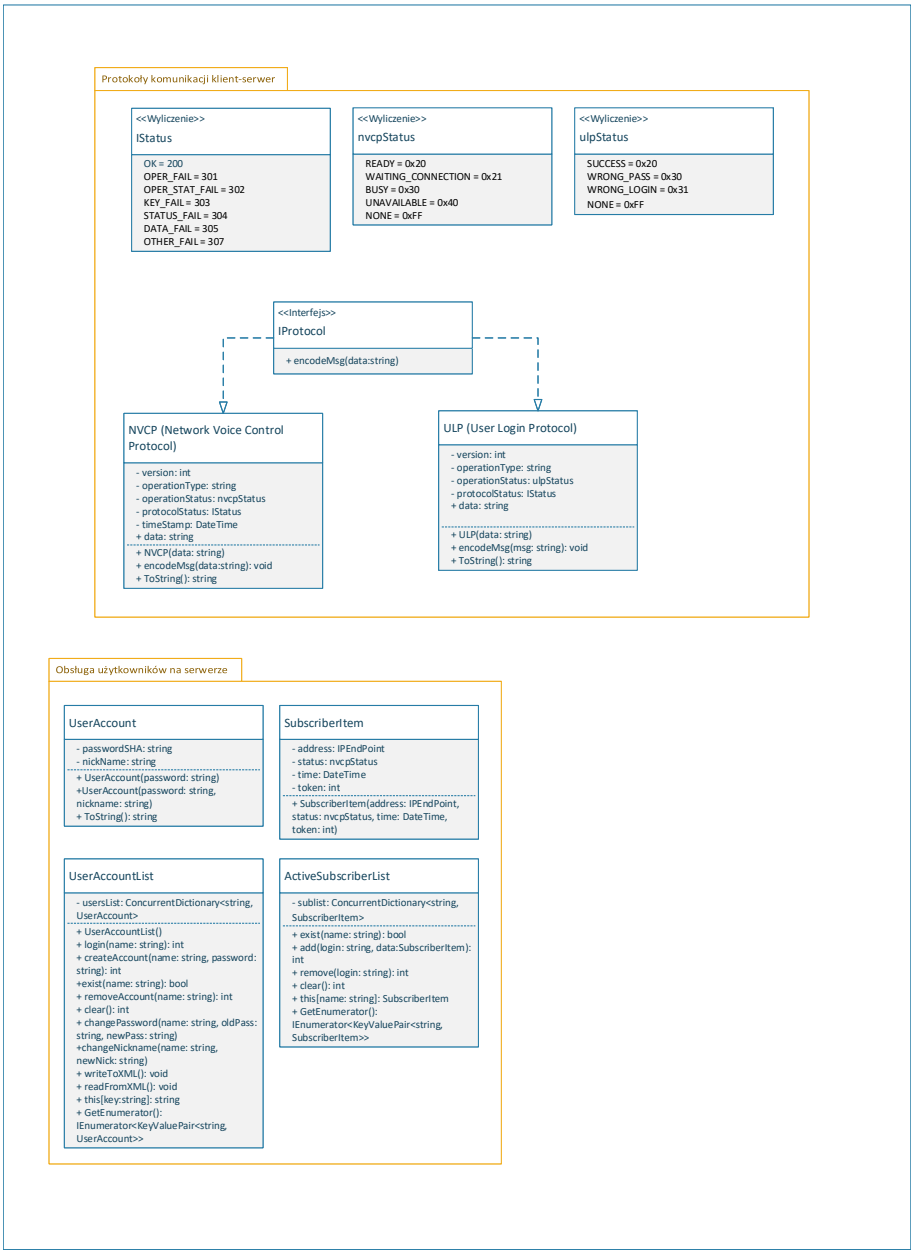 Protokoły komunikacji klient-serwer
<<Wyliczenie>>
IStatus
OK = 200
OPER_FAIL = 301
OPER_STAT_FAIL = 302
KEY_FAIL = 303
STATUS_FAIL = 304
DATA_FAIL = 305
OTHER_FAIL = 307
<<Wyliczenie>>
nvcpStatus
READY = 0x20
WAITING_CONNECTION = 0x21
BUSY = 0x30
UNAVAILABLE = 0x40
NONE = 0xFF
<<Wyliczenie>>
ulpStatus
SUCCESS = 0x20
WRONG_PASS = 0x30
WRONG_LOGIN = 0x31
NONE = 0xFF
<<Interfejs>>
IProtocol
+ encodeMsg(data:string)
NVCP (Network Voice Control
Protocol)
- version: int
- operationType: string
- operationStatus: nvcpStatus
- protocolStatus: IStatus
- timeStamp: DateTime
+ data: string
+ NVCP(data: string)
+ encodeMsg(data:string): void
+ ToString(): string
ULP (User Login Protocol)
- version: int
- operationType: string
- operationStatus: ulpStatus
- protocolStatus: IStatus
+ data: string
+ ULP(data: string)
+ encodeMsg(msg: string): void
+ ToString(): string
Obsługa użytkowników na serwerze
UserAccount
- passwordSHA: string
- nickName: string
+ UserAccount(password: string)
+UserAccount(password: string,
nickname: string)
+ ToString(): string
SubscriberItem
- address: IPEndPoint
- status: nvcpStatus
- time: DateTime
- token: int
+ SubscriberItem(address: IPEndPoint,
status: nvcpStatus, time: DateTime,
token: int)
UserAccountList
- usersList: ConcurrentDictionary<string,
UserAccount>
+ UserAccountList()
+ login(name: string): int
+ createAccount(name: string, password:
string): int
+exist(name: string): bool
+ removeAccount(name: string): int
+ clear(): int
+ changePassword(name: string, oldPass:
string, newPass: string)
+changeNickname(name: string,
newNick: string)
+ writeToXML(): void
+ readFromXML(): void
+ this[key:string]: string
+ GetEnumerator():
IEnumerator<KeyValuePair<string,
UserAccount>>
ActiveSubscriberList
- sublist: ConcurrentDictionary<string,
SubscriberItem>
+ exist(name: string): bool
+ add(login: string, data:SubscriberItem):
int
+ remove(login: string): int
+ clear(): int
+ this[name: string]: SubscriberItem
+ GetEnumerator():
IEnumerator<KeyValuePair<string,
SubscriberItem>>